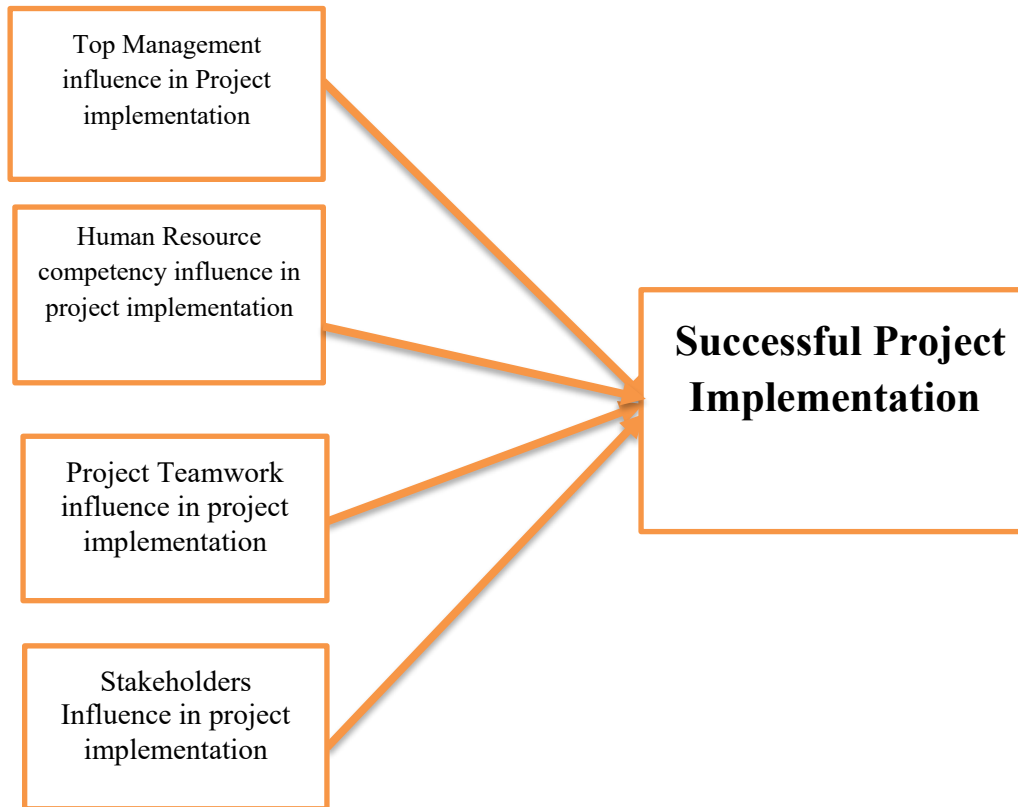 Top Management
influence in Project
implementation
Human Resource
competency influence in
project implementation
Project Teamwork
influence in project
implementation
Stakeholders
Influence in project
implementation
Successful Project
Implementation